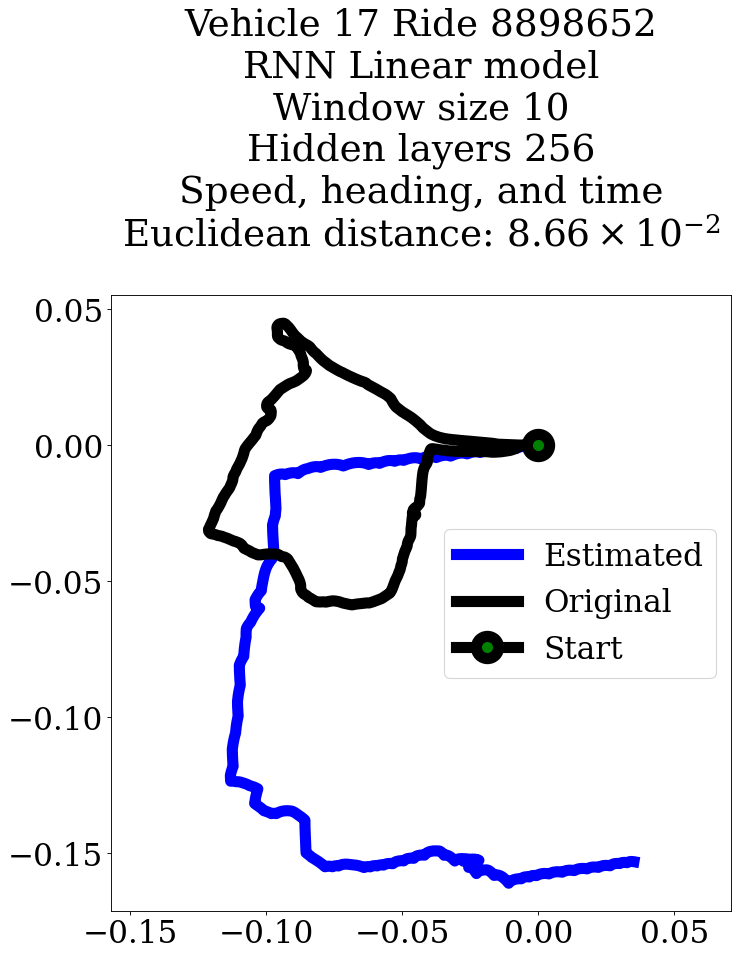 Vehicle 17 Ride 8898652
RNN Linear model
Window size 10
Hidden layers 256
Speed, heading, and time
Euclidean distance: 8.66 × 10⁻²
0.05
0.00
−0.05
−0.10
−0.15
Estimated
Original
Start
−0.15 −0.10 −0.05 0.00 0.05